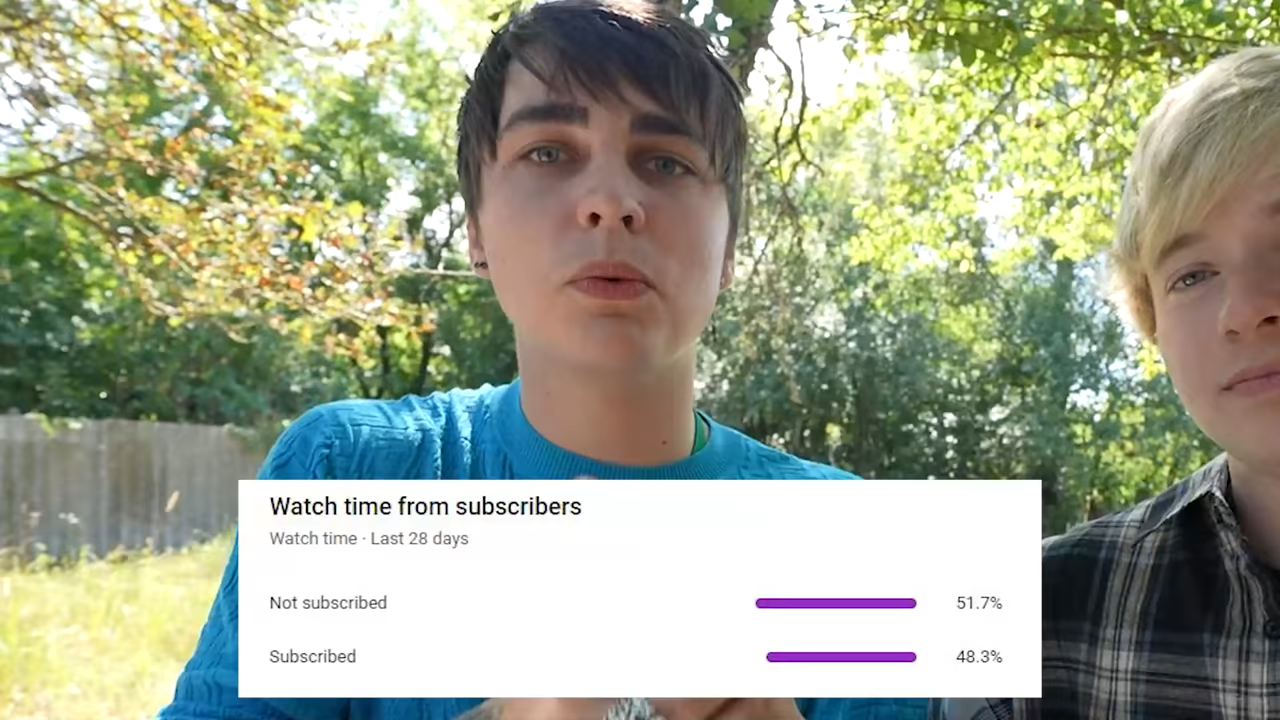 Watch time from subscribers
Watch time · Last 28 days
Not subscribed 51.7%
Subscribed 48.3%